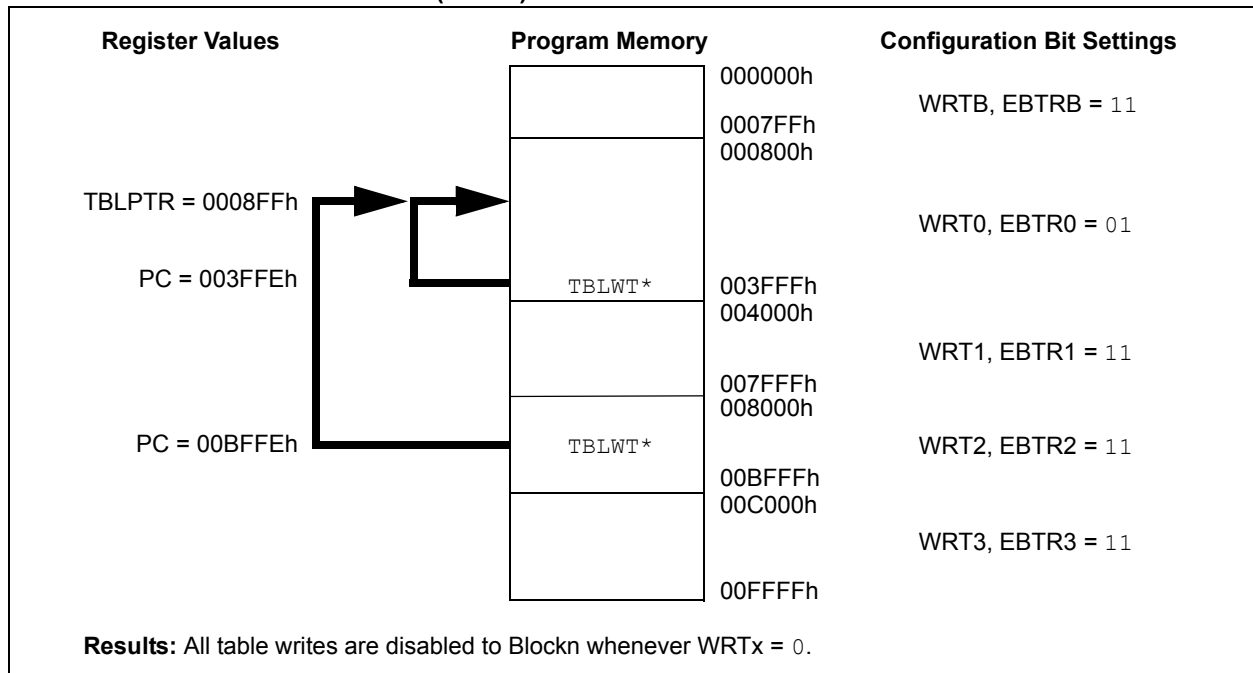 Register Values Program Memory Configuration Bit Settings
000000h
WRTB, EBTRB = 11
0007FFh
000800h
TBLPTR = 0008FFh
WRT0, EBTR0 = 01
PC = 003FFEh TBLWT* 003FFFh
004000h
WRT1, EBTR1 = 11
007FFFh
008000h
PC = 00BFFEh TBLWT* WRT2, EBTR2 = 11
00BFFFh
00C000h
WRT3, EBTR3 = 11
00FFFFh
Results: All table writes are disabled to Blockn whenever WRTx = 0.